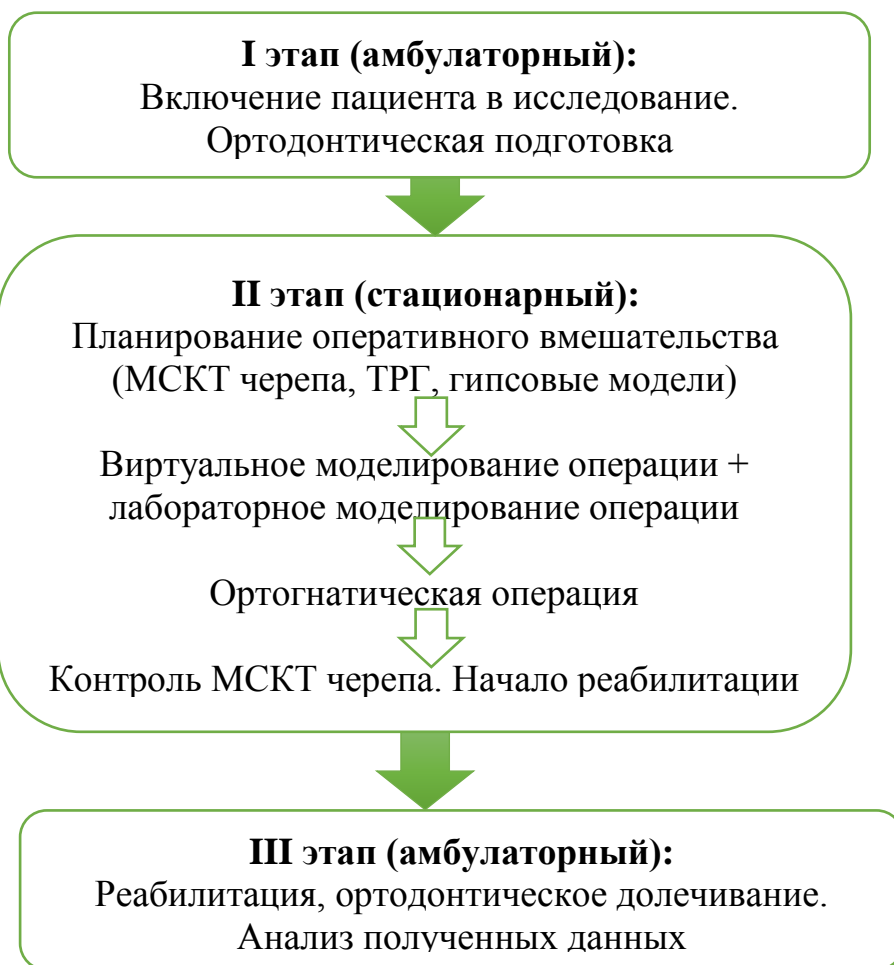 I этап (амбулаторный):
Включение пациента в исследование.
Ортодонтическая подготовка
II этап (стационарный):
Планирование оперативного вмешательства
(МСКТ черепа, ТРГ, гипсовые модели)
Виртуальное моделирование операции +
лабораторное моделирование операции
Ортогнатическая операция
Контроль МСКТ черепа. Начало реабилитации
III этап (амбулаторный):
Реабилитация, ортодонтическое долечивание.
Анализ полученных данных